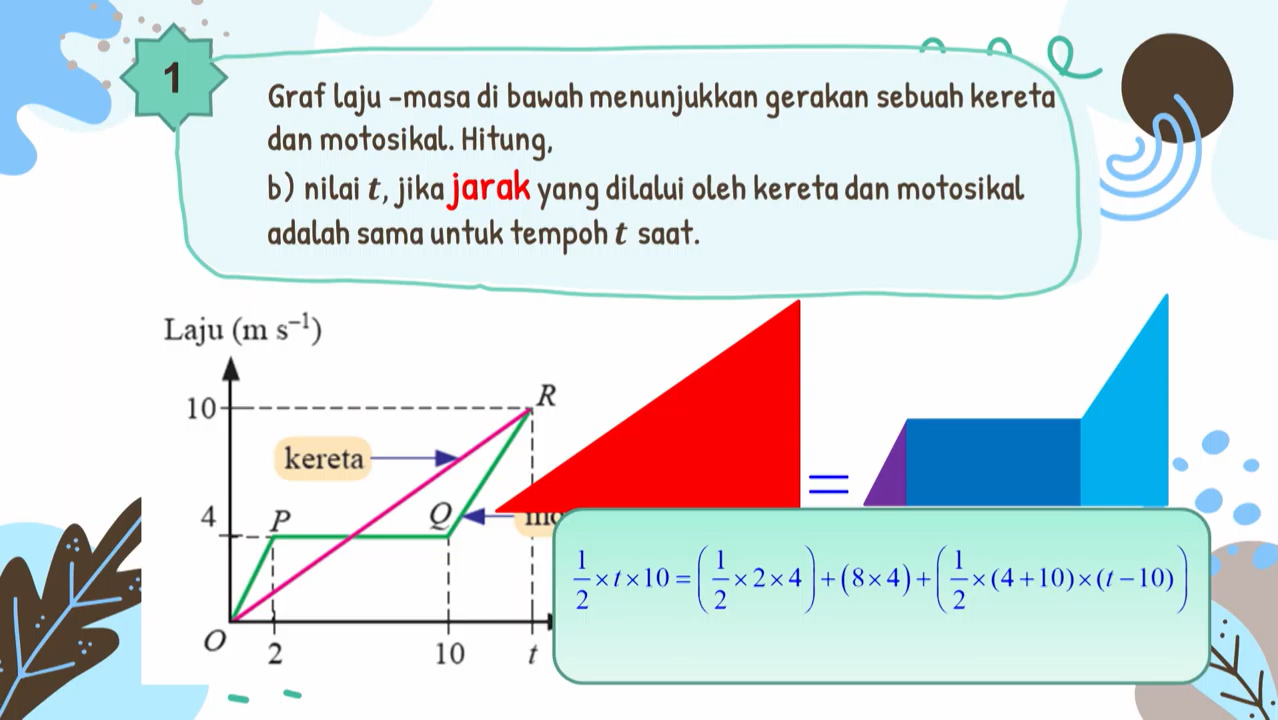 1
Graf laju -masa di bawah menunjukkan gerakan sebuah kereta
dan motosikal. Hitung,
b) nilai t, jika jarak yang dilalui oleh kereta dan motosikal
adalah sama untuk tempoh t saat.
Laju (m s⁻¹)
10
R
kereta
4
P
Q
=
O
2
10
t
1/2 × t × 10 = (1/2 × 2 × 4) + (8 × 4) + (1/2 × (4 + 10) × (t − 10))